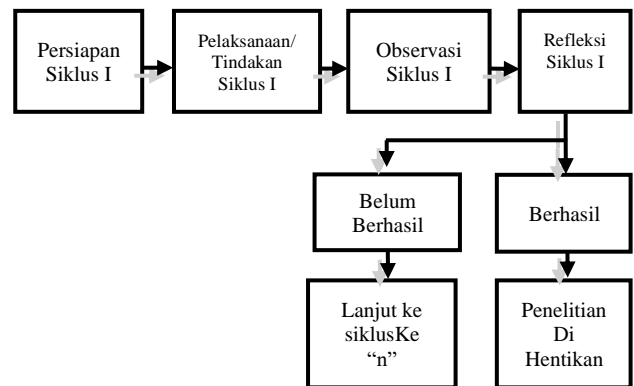 Persiapan
Siklus I
Pelaksanaan/
Tindakan
Siklus I
Observasi
Siklus I
Refleksi
Siklus I
Belum
Berhasil
Berhasil
Lanjut ke
siklusKe
“n”
Penelitian
Di
Hentikan